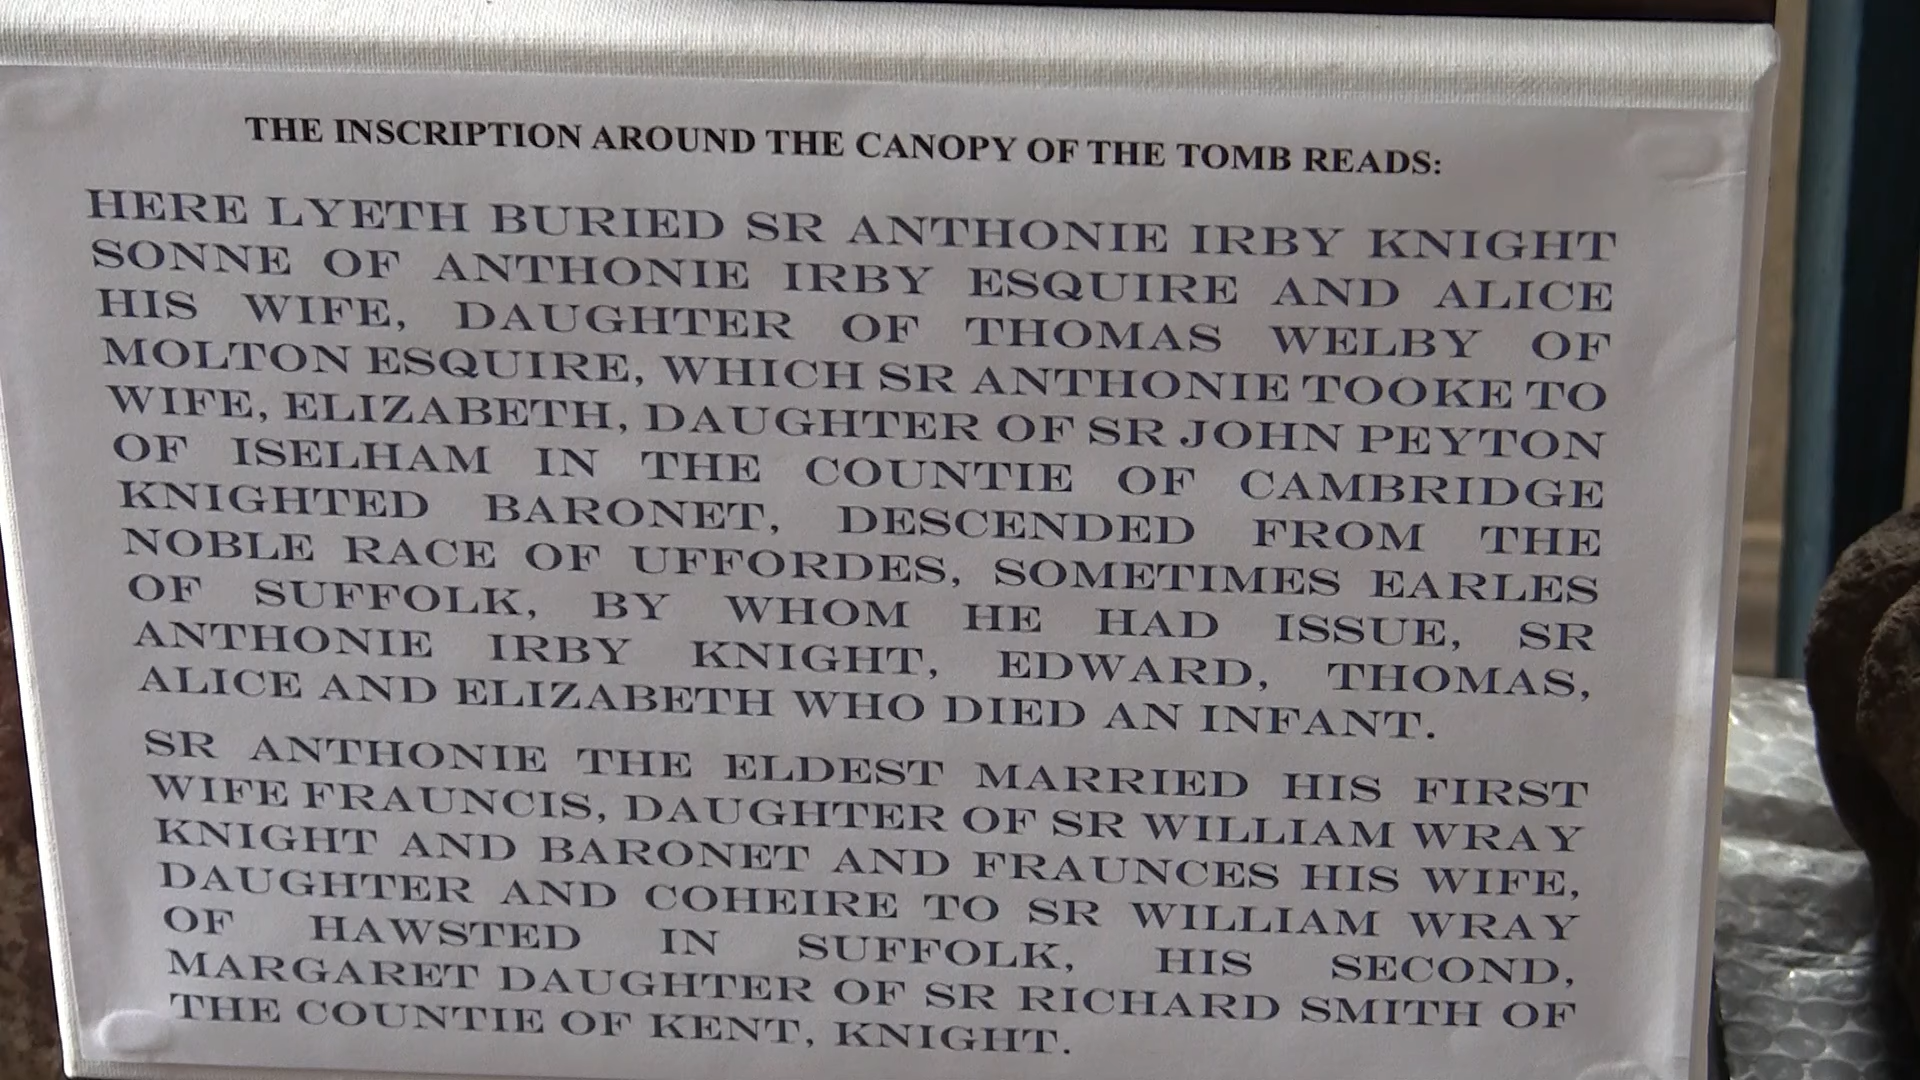 THE INSCRIPTION AROUND THE CANOPY OF THE TOMB READS:
HERE LYETH BURIED SR ANTHONIE IRBY KNIGHT
SONNE OF ANTHONIE IRBY ESQUIRE AND ALICE
HIS WIFE, DAUGHTER OF THOMAS WELBY OF
MOLTON ESQUIRE, WHICH SR ANTHONIE TOOKE TO
WIFE, ELIZABETH, DAUGHTER OF SR JOHN PEYTON
OF ISELHAM IN THE COUNTIE OF CAMBRIDGE
KNIGHTED BARONET, DESCENDED FROM THE
NOBLE RACE OF UFFORDES, SOMETIMES EARLES
OF SUFFOLK, BY WHOM HE HAD ISSUE, SR
ANTHONIE IRBY KNIGHT, EDWARD, THOMAS,
ALICE AND ELIZABETH WHO DIED AN INFANT.
SR ANTHONIE THE ELDEST MARRIED HIS FIRST
WIFE FRAUNCIS, DAUGHTER OF SR WILLIAM WRAY
KNIGHT AND BARONET AND FRAUNCES HIS WIFE,
DAUGHTER AND COHEIRE TO SR WILLIAM WRAY
OF HAWSTED IN SUFFOLK, HIS SECOND,
MARGARET DAUGHTER OF SR RICHARD SMITH OF
THE COUNTIE OF KENT, KNIGHT.